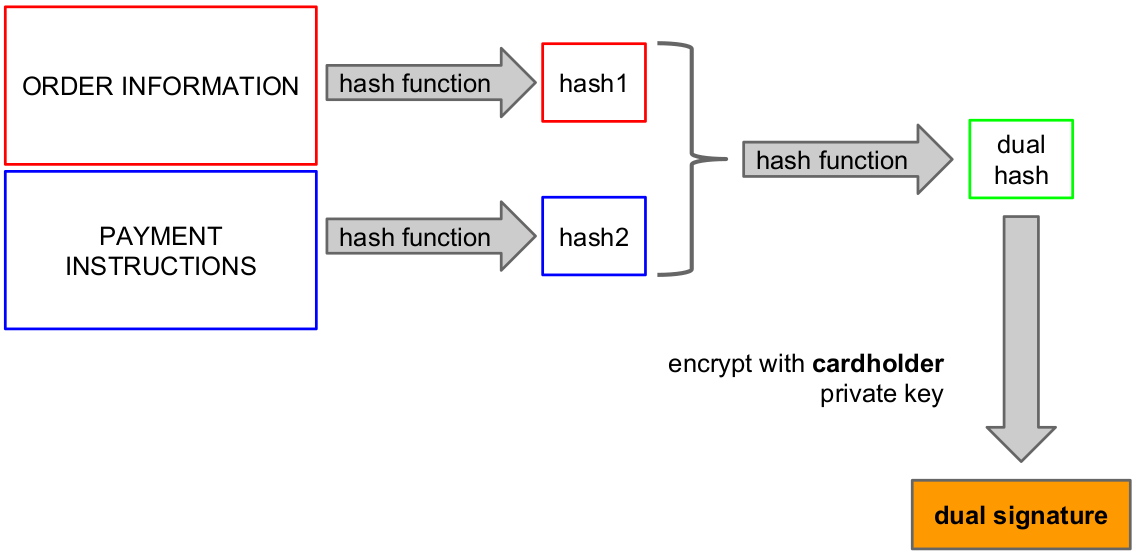 ORDER INFORMATION
hash function
hash1
PAYMENT
INSTRUCTIONS
hash function
hash2
hash function
dual
hash
encrypt with cardholder
private key
dual signature